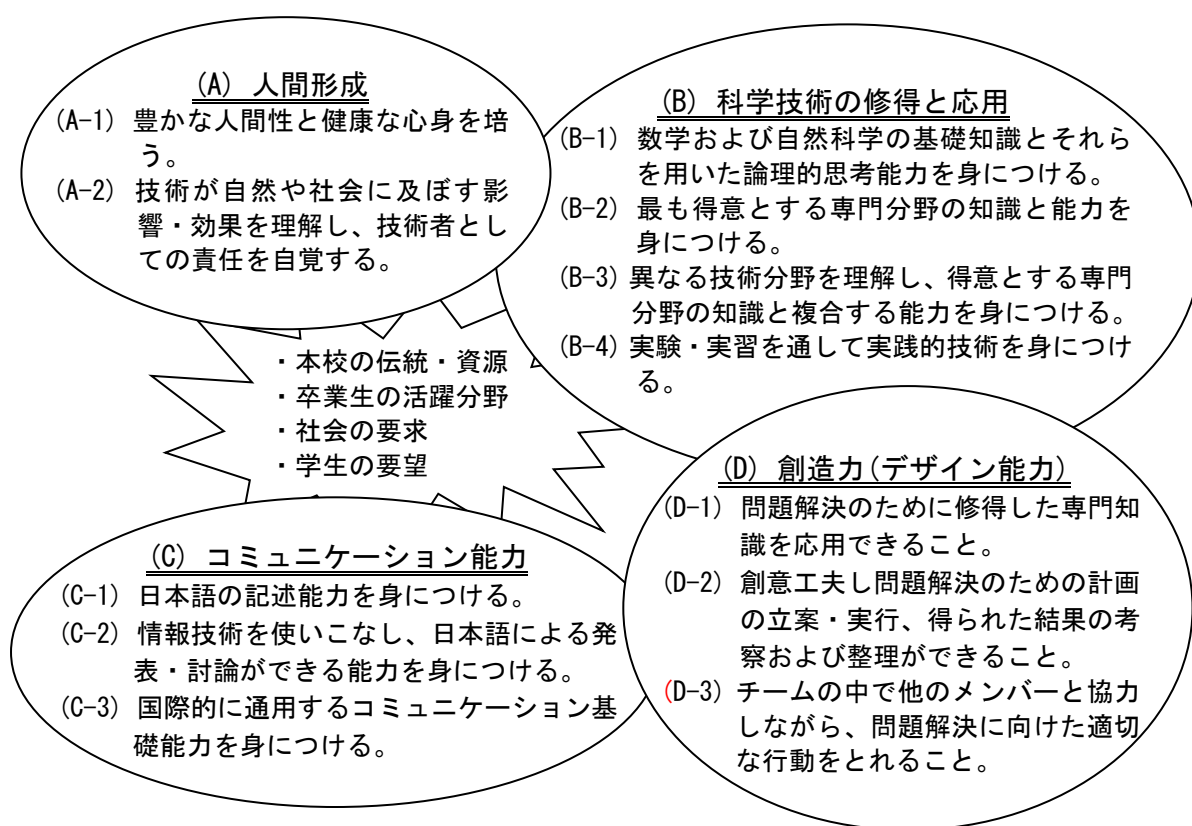 (A) 人間形成
(A-1) 豊かな人間性と健康な心身を培
う。
(A-2) 技術が自然や社会に及ぼす影
響・効果を理解し、技術者とし
ての責任を自覚する。
(B) 科学技術の修得と応用
(B-1) 数学および自然科学の基礎知識とそれら
を用いた論理的思考能力を身につける。
(B-2) 最も得意とする専門分野の知識と能力を
身につける。
(B-3) 異なる技術分野を理解し、得意とする専門
分野の知識と複合する能力を身につける。
(B-4) 実験・実習を通して実践的技術を身につけ
る。
・本校の伝統・資源
・卒業生の活躍分野
・社会の要求
・学生の要望
(C) コミュニケーション能力
(C-1) 日本語の記述能力を身につける。
(C-2) 情報技術を使いこなし、日本語による発
表・討論ができる能力を身につける。
(C-3) 国際的に通用するコミュニケーション基
礎能力を身につける。
(D) 創造力(デザイン能力)
(D-1) 問題解決のために修得した専門知
識を応用できること。
(D-2) 創意工夫し問題解決のための計画
の立案・実行、得られた結果の考
察および整理ができること。
(D-3) チームの中で他のメンバーと協力
しながら、問題解決に向けた適切
な行動をとれること。